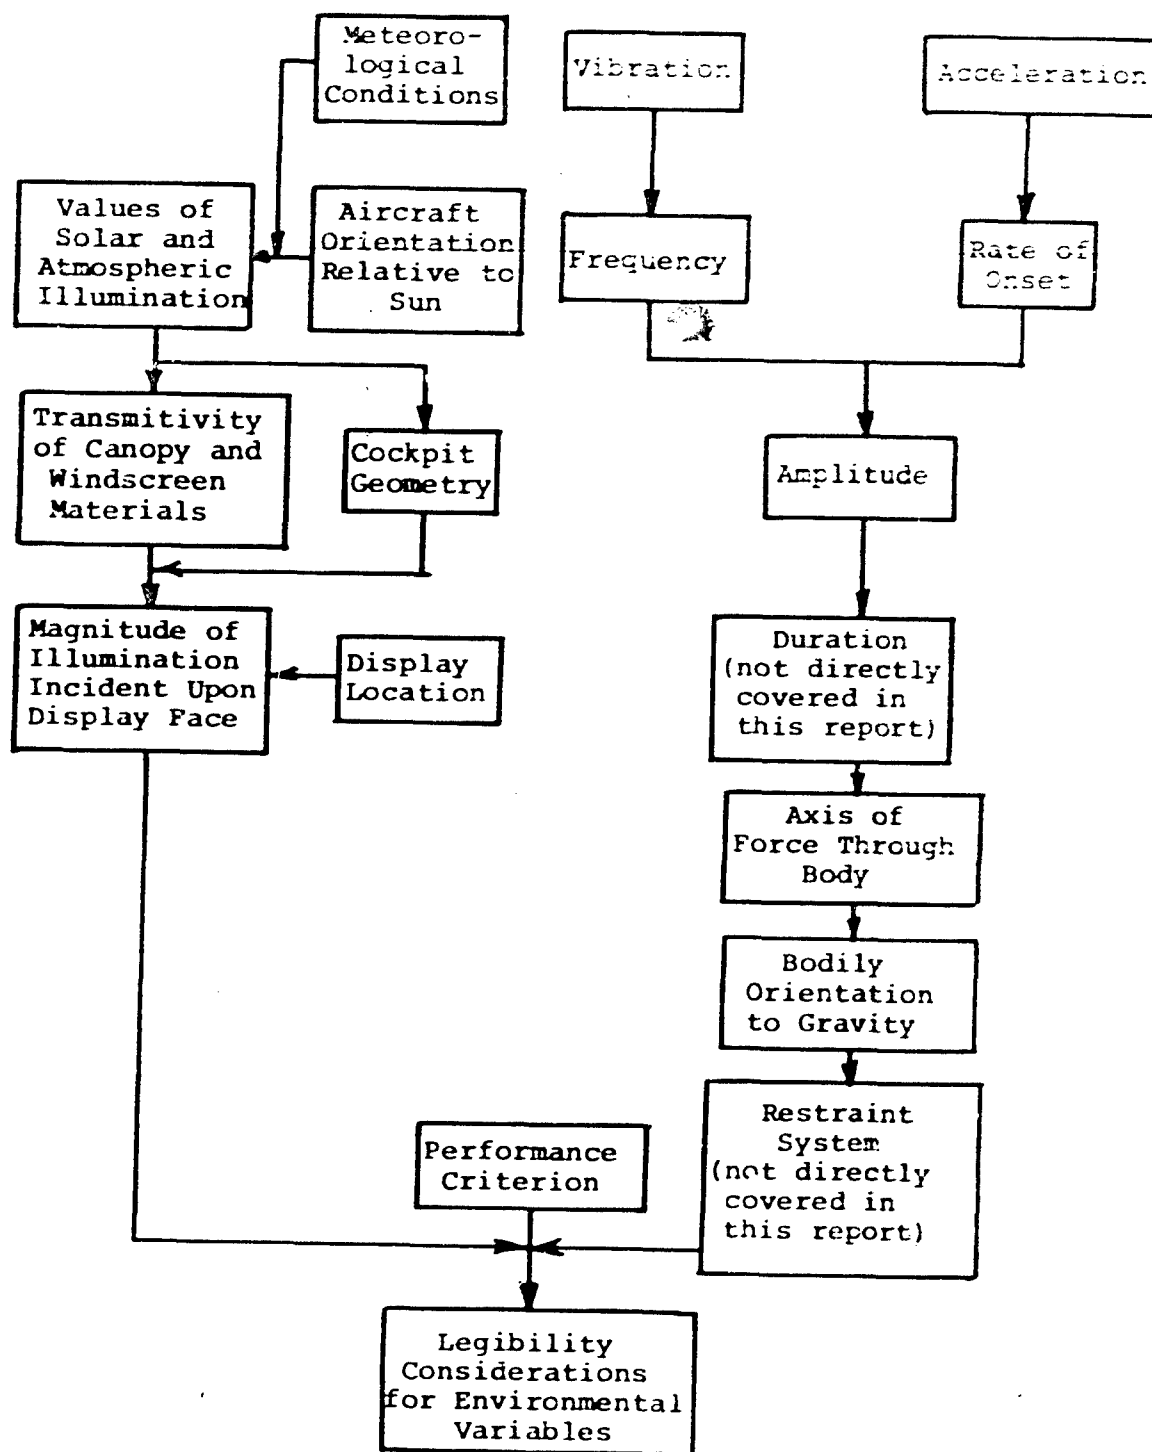 Meteoro-
logical
Conditions
Vibration
Acceleration
Values of
Solar and
Atmospheric
Illumination
Aircraft
Orientation
Relative to
Sun
Frequency
Rate of
Onset
Transmitivity
of Canopy and
Windscreen
Materials
Cockpit
Geometry
Amplitude
Magnitude of
Illumination
Incident Upon
Display Face
Display
Location
Duration
(not directly
covered in
this report)
Axis of
Force Through
Body
Bodily
Orientation
to Gravity
Performance
Criterion
Restraint
System
(not directly
covered in
this report)
Legibility
Considerations
for Environmental
Variables